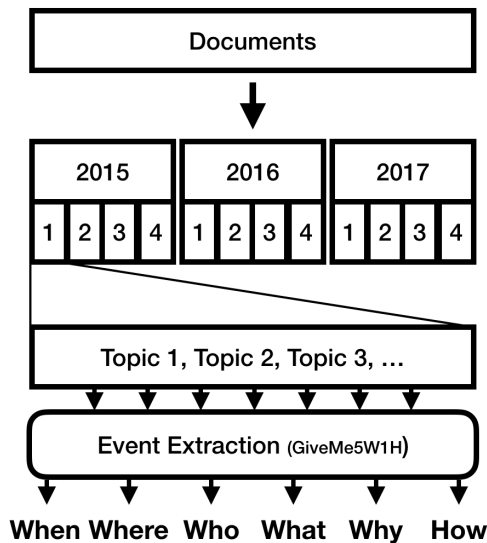 Documents
2015 2016 2017
1 2 3 4 1 2 3 4 1 2 3 4
Topic 1, Topic 2, Topic 3, ...
Event Extraction (GiveMe5W1H)
When Where Who What Why How